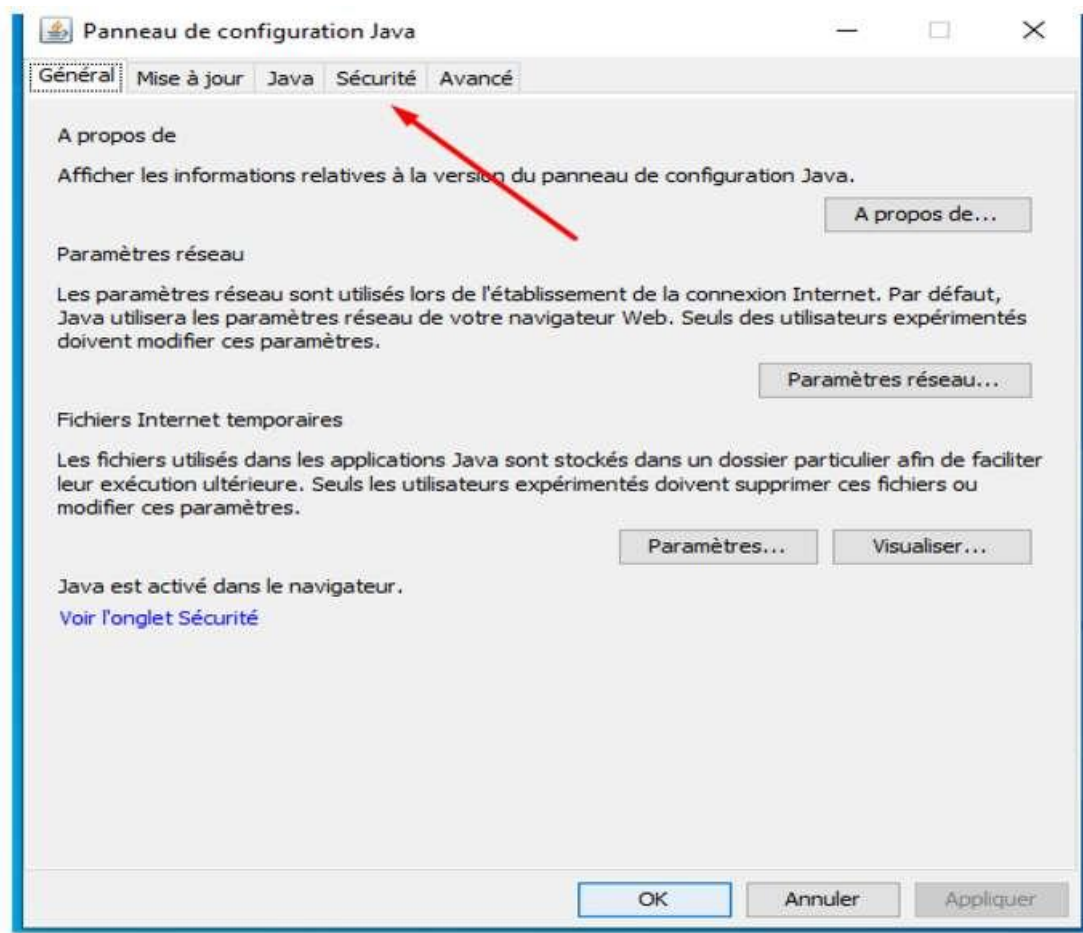 Panneau de configuration Java
Général Mise à jour Java Sécurité Avancé
A propos de
Afficher les informations relatives à la version du panneau de configuration Java.
A propos de...
Paramètres réseau
Les paramètres réseau sont utilisés lors de l'établissement de la connexion Internet. Par défaut,
Java utilisera les paramètres réseau de votre navigateur Web. Seuls des utilisateurs expérimentés
doivent modifier ces paramètres.
Paramètres réseau...
Fichiers Internet temporaires
Les fichiers utilisés dans les applications Java sont stockés dans un dossier particulier afin de faciliter
leur exécution ultérieure. Seuls les utilisateurs expérimentés doivent supprimer ces fichiers ou
modifier ces paramètres.
Paramètres... Visualiser...
Java est activé dans le navigateur.
Voir l'onglet Sécurité
OK Annuler Appliquer